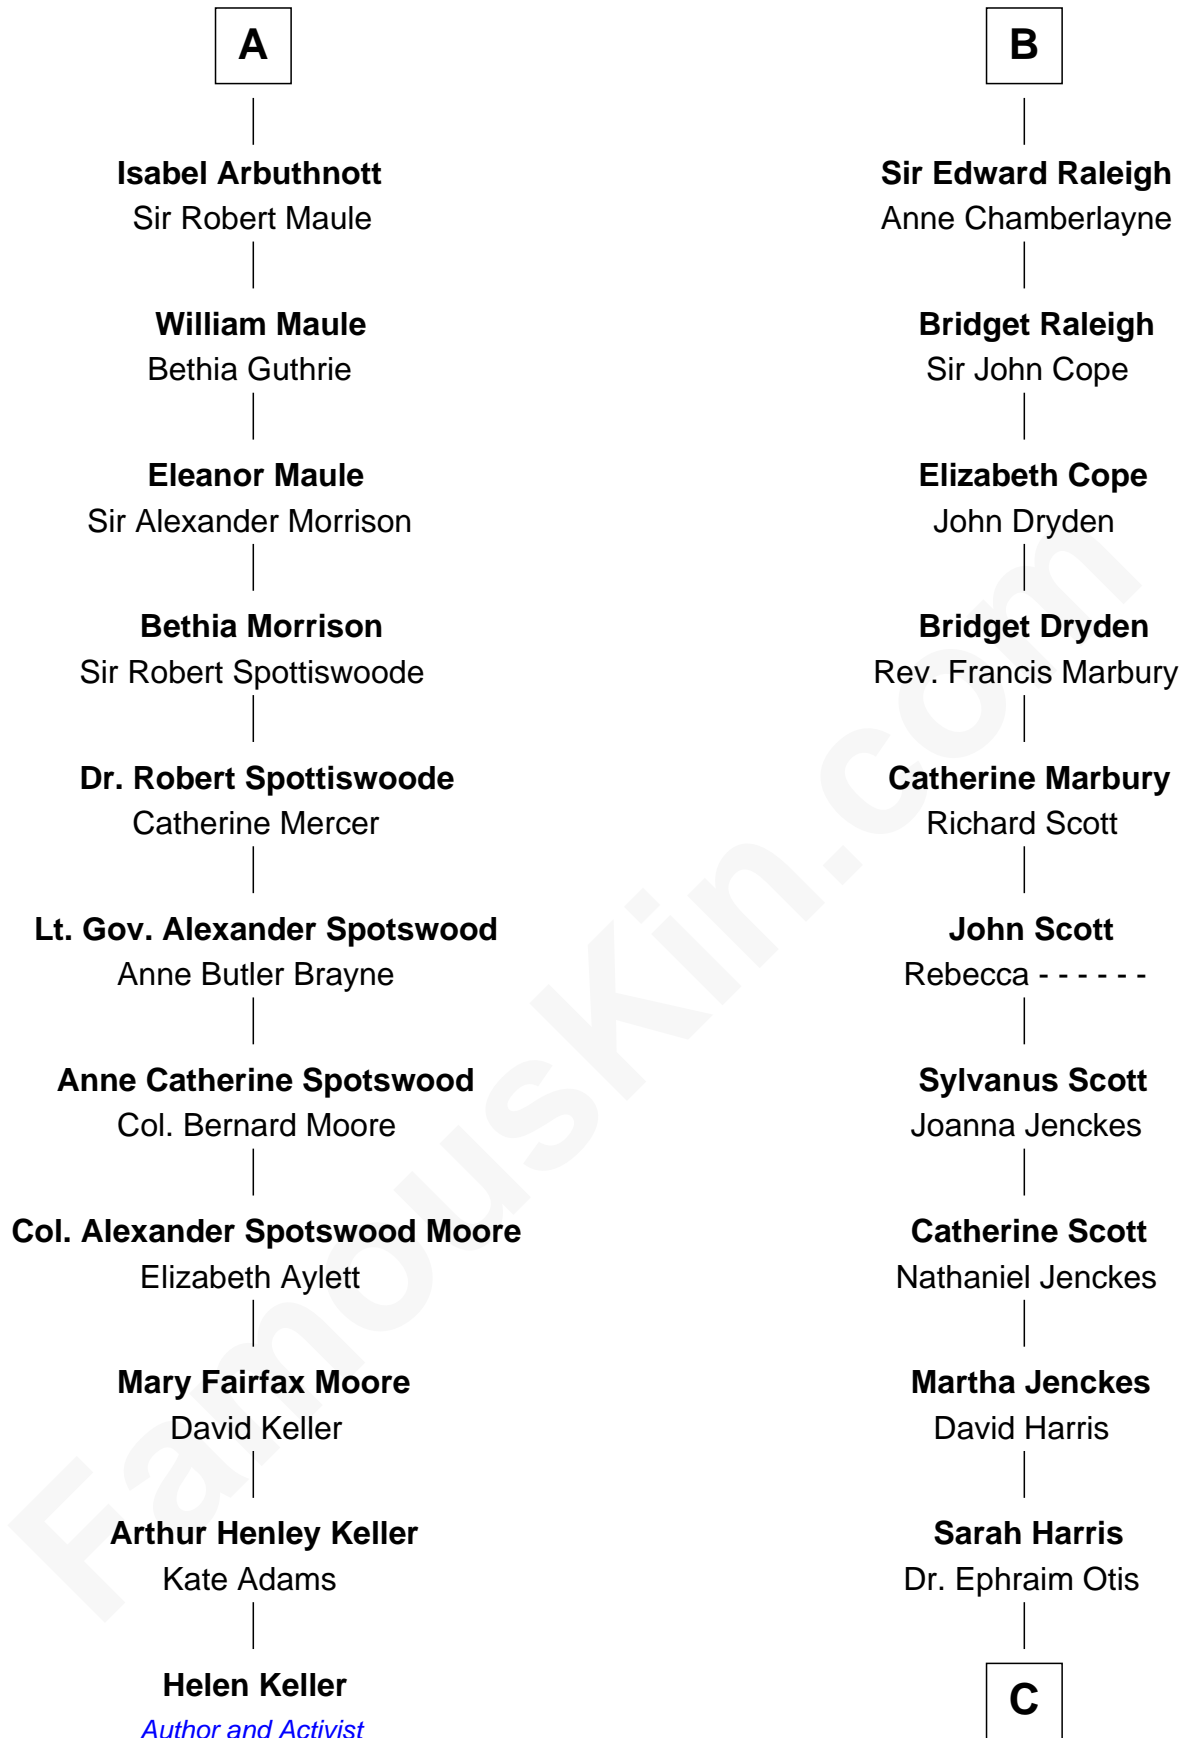 A
Isabel Arbuthnott
Sir Robert Maule
William Maule
Bethia Guthrie
Eleanor Maule
Sir Alexander Morrison
Bethia Morrison
Sir Robert Spottiswoode
Dr. Robert Spottiswoode
Catherine Mercer
Lt. Gov. Alexander Spotswood
Anne Butler Brayne
Anne Catherine Spotswood
Col. Bernard Moore
Col. Alexander Spotswood Moore
Elizabeth Aylett
Mary Fairfax Moore
David Keller
Arthur Henley Keller
Kate Adams
Helen Keller
Author and Activist
B
Sir Edward Raleigh
Anne Chamberlayne
Bridget Raleigh
Sir John Cope
Elizabeth Cope
John Dryden
Bridget Dryden
Rev. Francis Marbury
Catherine Marbury
Richard Scott
John Scott
Rebecca - - - - - -
Sylvanus Scott
Joanna Jenckes
Catherine Scott
Nathaniel Jenckes
Martha Jenckes
David Harris
Sarah Harris
Dr. Ephraim Otis
C
FamousKin.com